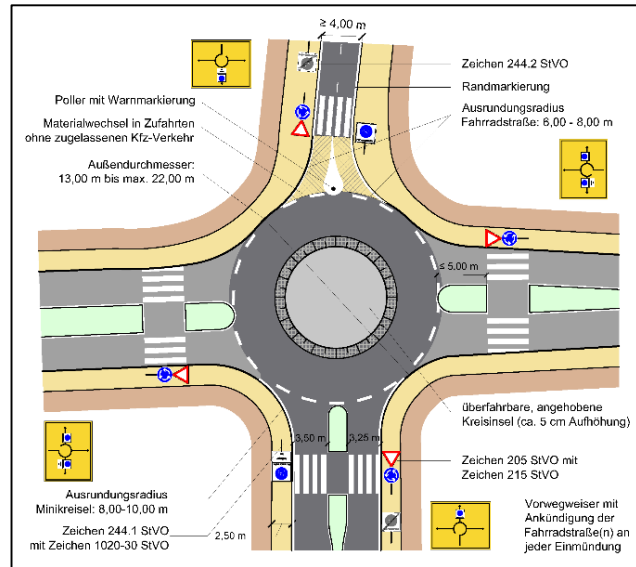 ≥ 4,00 m
Zeichen 244.2 StVO
Randmarkierung
Poller mit Warnmarkierung
Materialwechsel in Zufahrten
ohne zugelassenen Kfz-Verkehr
Ausrundungsradius
Fahrradstraße: 6,00 - 8,00 m
Außendurchmesser:
13,00 m bis max. 22,00 m
≤ 5,00 m
überfahrbare, angehobene
Kreisinsel (ca. 5 cm Aufhöhung)
3,50 m
3,25 m
Zeichen 205 StVO mit
Zeichen 215 StVO
Ausrundungsradius
Minikreisel: 8,00-10,00 m
Zeichen 244.1 StVO
mit Zeichen 1020-30 StVO
2,50 m
Vorwegweiser mit
Ankündigung der
Fahrradstraße(n) an
jeder Einmündung